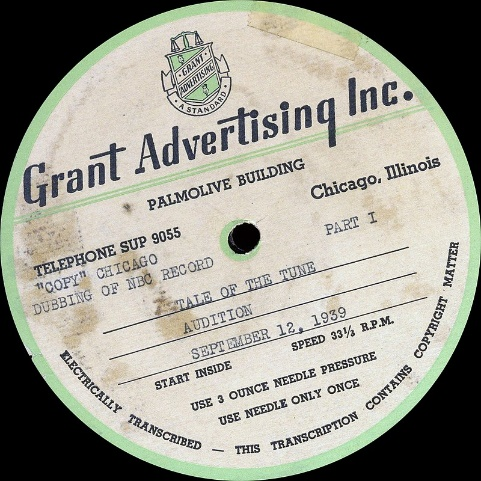 GRANT
ADVERTISING
A STANDARD
Grant Advertising Inc.
PALMOLIVE BUILDING
Chicago, Illinois
TELEPHONE SUP 9055
"COPY" CHICAGO
PART I
DUBBING OF NBC RECORD
TALE OF THE TUNE
AUDITION
SEPTEMBER 12, 1939
SPEED 33⅓ R.P.M.
START INSIDE
USE 3 OUNCE NEEDLE PRESSURE
USE NEEDLE ONLY ONCE
ELECTRICALLY TRANSCRIBED — THIS TRANSCRIPTION CONTAINS COPYRIGHT MATTER